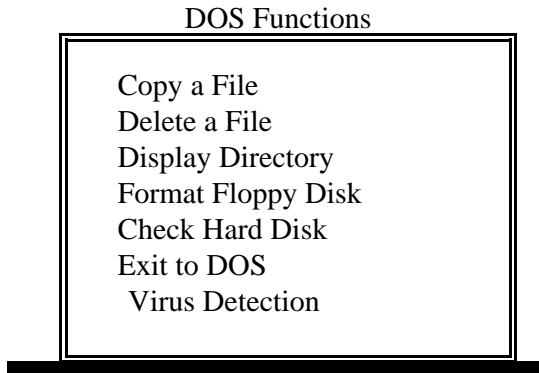 DOS Functions
Copy a File
Delete a File
Display Directory
Format Floppy Disk
Check Hard Disk
Exit to DOS
Virus Detection